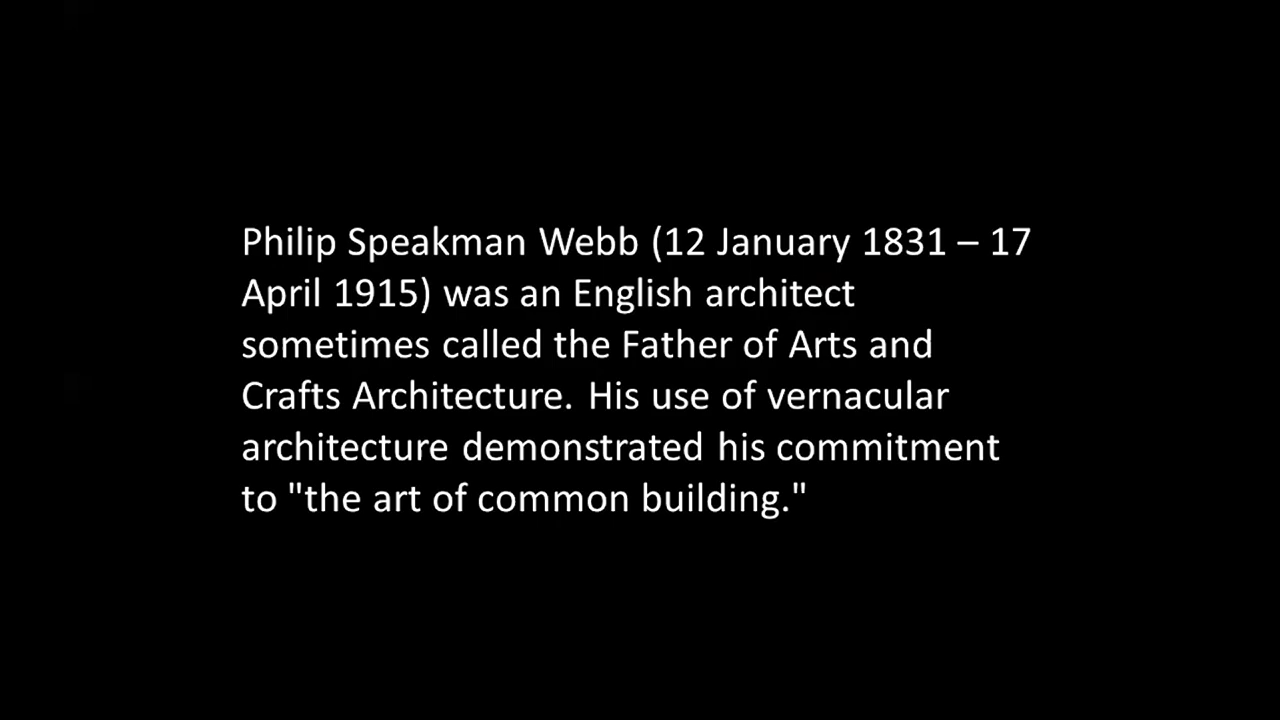 Philip Speakman Webb (12 January 1831 – 17
April 1915) was an English architect
sometimes called the Father of Arts and
Crafts Architecture. His use of vernacular
architecture demonstrated his commitment
to "the art of common building."